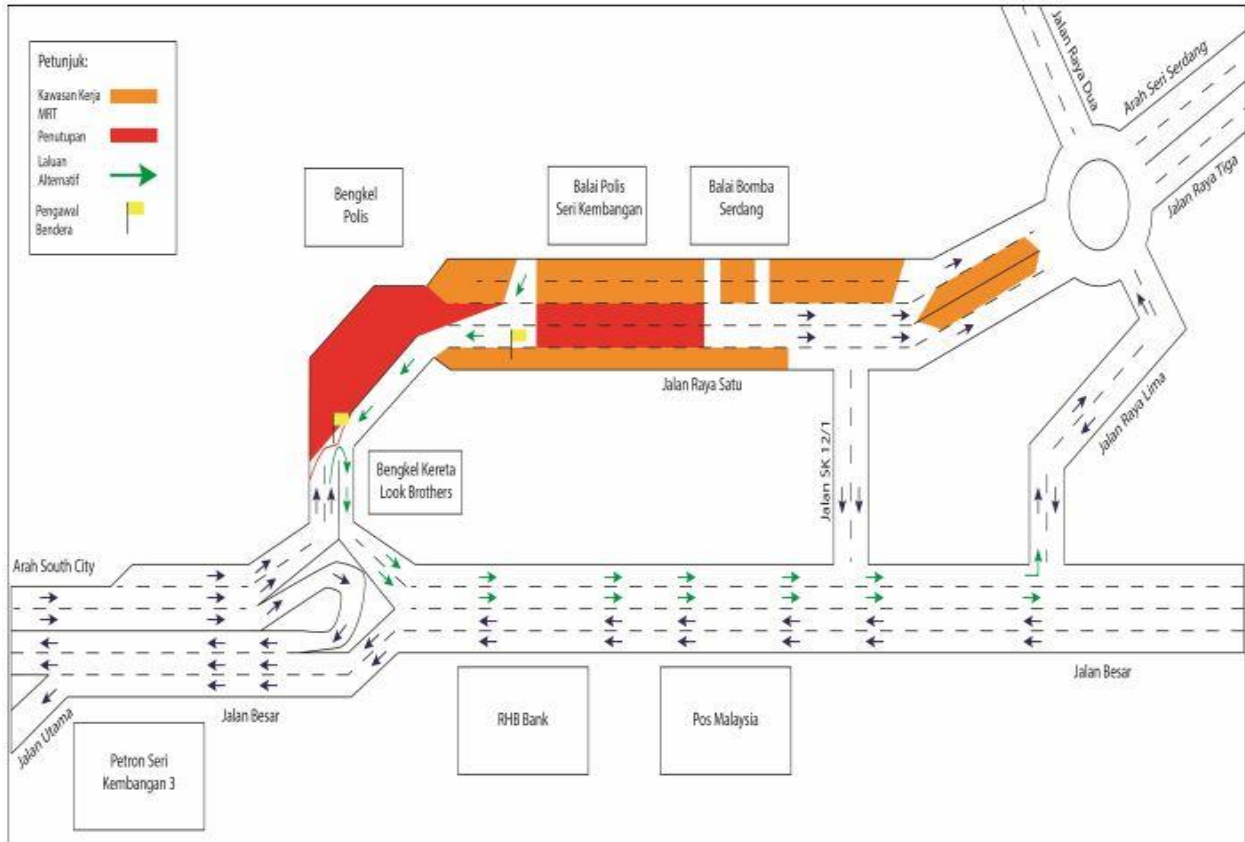 Petunjuk:
Kawasan Kerja
MRT
Penutupan
Laluan
Alternatif
Pengawal
Bendera
Bengkel
Polis
Balai Polis
Seri Kembangan
Balai Bomba
Serdang
Jalan Raya Dua
Arah Seri Serdang
Jalan Raya Tiga
Jalan Raya Satu
Jalan Raya Lima
Jalan SK 12/1
Bengkel Kereta
Look Brothers
Arah South City
Jalan Besar
Jalan Besar
Jalan Utama
RHB Bank
Pos Malaysia
Petron Seri
Kembangan 3